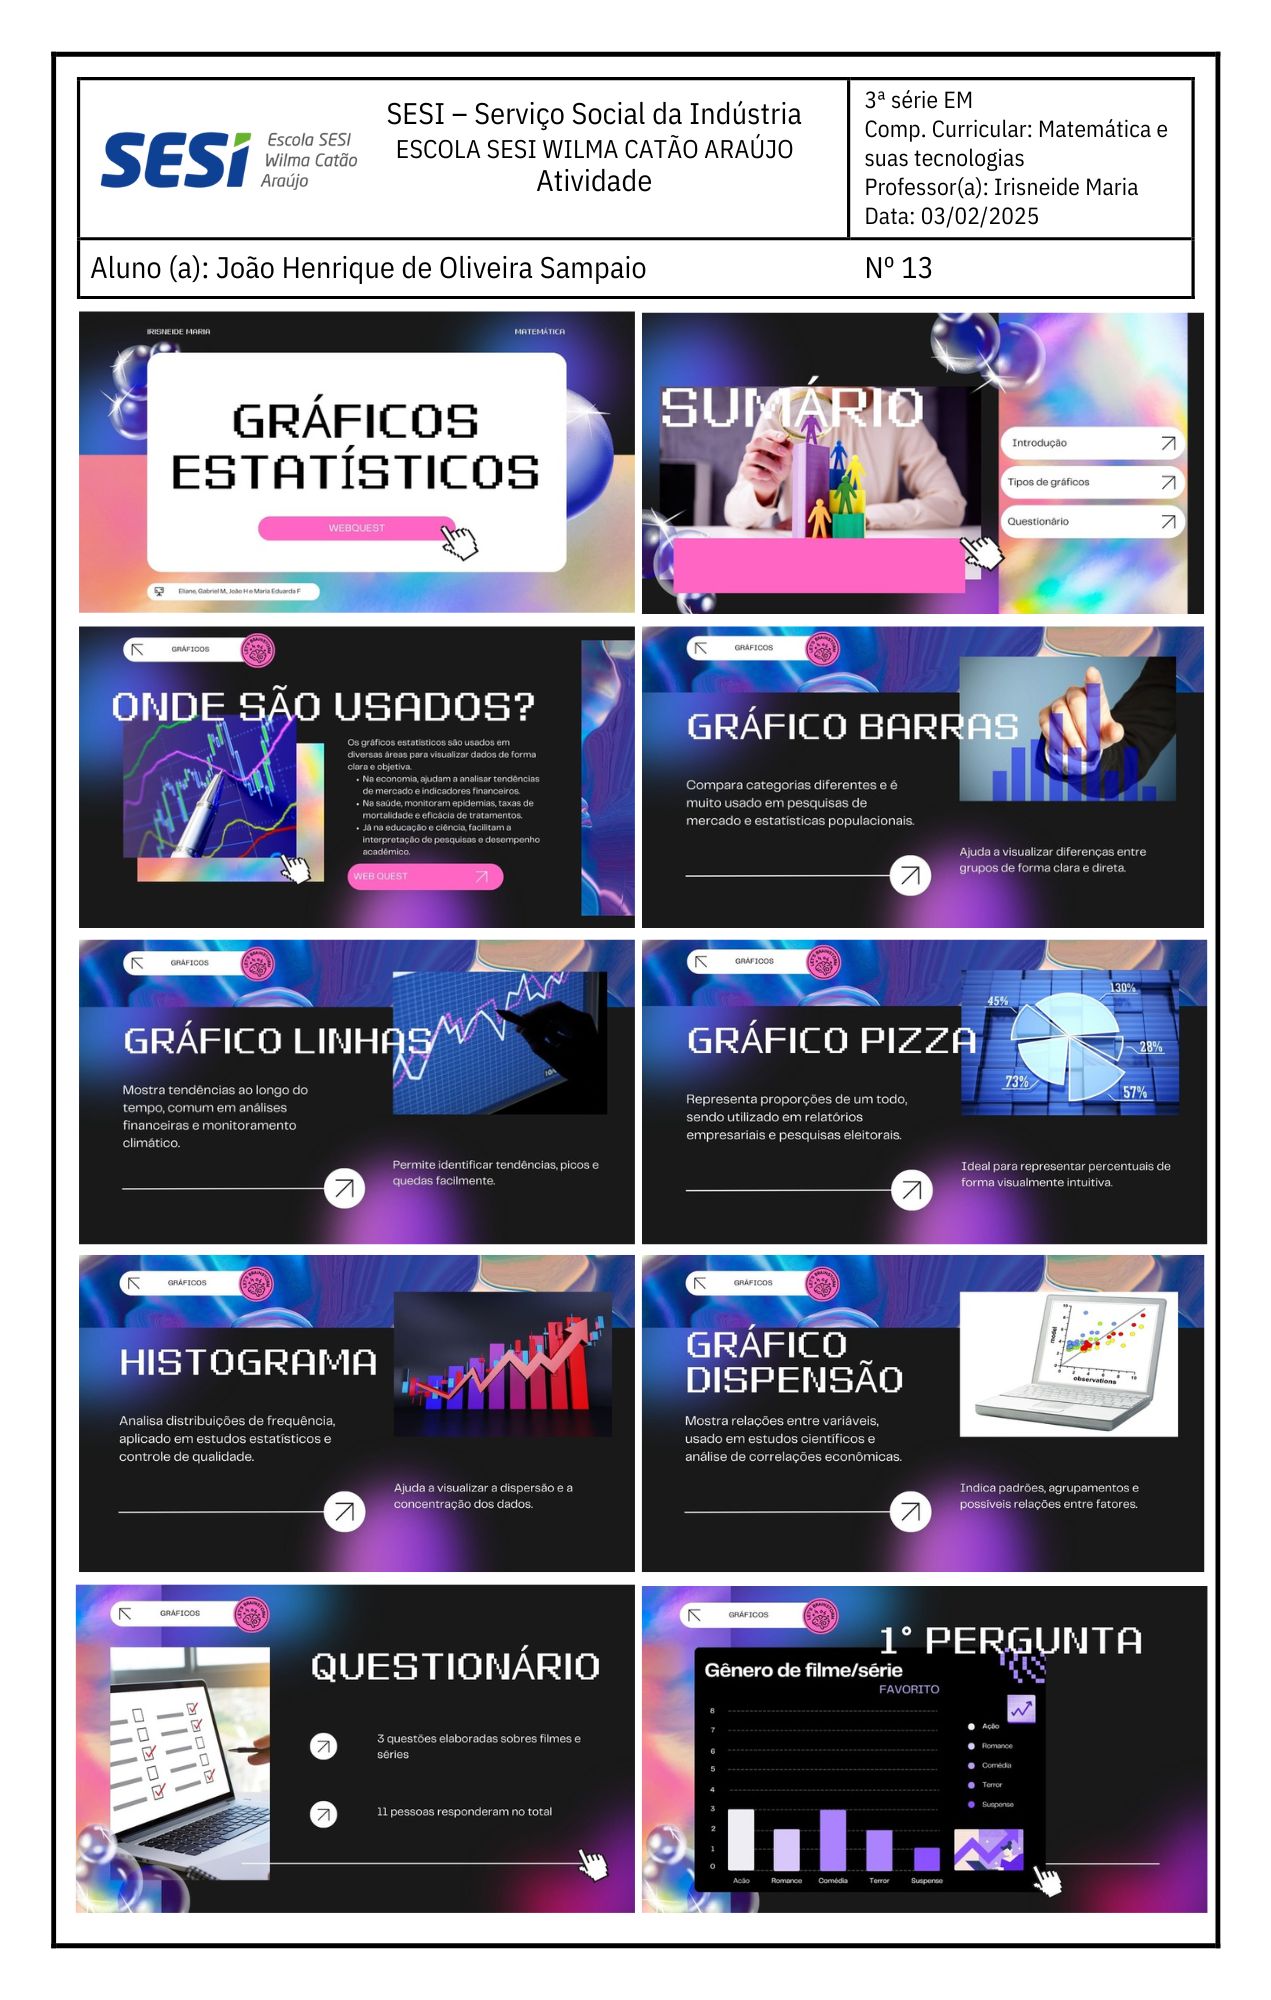 SESI
Escola SESI
Wilma Catão
Araújo
SESI – Serviço Social da Indústria
ESCOLA SESI WILMA CATÃO ARAÚJO
Atividade
3ª série EM
Comp. Curricular: Matemática e
suas tecnologias
Professor(a): Irisneide Maria
Data: 03/02/2025
Aluno (a): João Henrique de Oliveira Sampaio
Nº 13
IRISNEIDE MARIA
MATEMÁTICA
GRÁFICOS
ESTATÍSTICOS
WEBQUEST
Eliane, Gabriel M, João H e Maria Eduarda F
SUMÁRIO
Introdução
Tipos de gráficos
Questionário
GRÁFICOS
ONDE SÃO USADOS?
Os gráficos estatísticos são usados em
diversas áreas para visualizar dados de forma
clara e objetiva.
• Na economia, ajudam a analisar tendências
de mercado e indicadores financeiros.
• Na saúde, monitoram epidemias, taxas de
mortalidade e eficácia de tratamentos.
• Já na educação e ciência, facilitam a
interpretação de pesquisas e desempenho
acadêmico.
WEB QUEST
GRÁFICOS
GRÁFICO BARRAS
Compara categorias diferentes e é
muito usado em pesquisas de
mercado e estatísticas populacionais.
Ajuda a visualizar diferenças entre
grupos de forma clara e direta.
GRÁFICOS
GRÁFICO LINHAS
Mostra tendências ao longo do
tempo, comum em análises
financeiras e monitoramento
climático.
Permite identificar tendências, picos e
quedas facilmente.
GRÁFICOS
GRÁFICO PIZZA
45%
130%
28%
73%
57%
Representa proporções de um todo,
sendo utilizado em relatórios
empresariais e pesquisas eleitorais.
Ideal para representar percentuais de
forma visualmente intuitiva.
GRÁFICOS
HISTOGRAMA
Analisa distribuições de frequência,
aplicado em estudos estatísticos e
controle de qualidade.
Ajuda a visualizar a dispersão e a
concentração dos dados.
GRÁFICOS
GRÁFICO
DISPENSÃO
model
observations
Mostra relações entre variáveis,
usado em estudos científicos e
análise de correlações econômicas.
Indica padrões, agrupamentos e
possíveis relações entre fatores.
GRÁFICOS
QUESTIONÁRIO
3 questões elaboradas sobre filmes e
séries
11 pessoas responderam no total
GRÁFICOS
1° PERGUNTA
Gênero de filme/série
FAVORITO
8
7
6
5
4
3
2
1
0
Ação
Romance
Comédia
Terror
Suspense
Acão
Romance
Comédia
Terror
Suspense